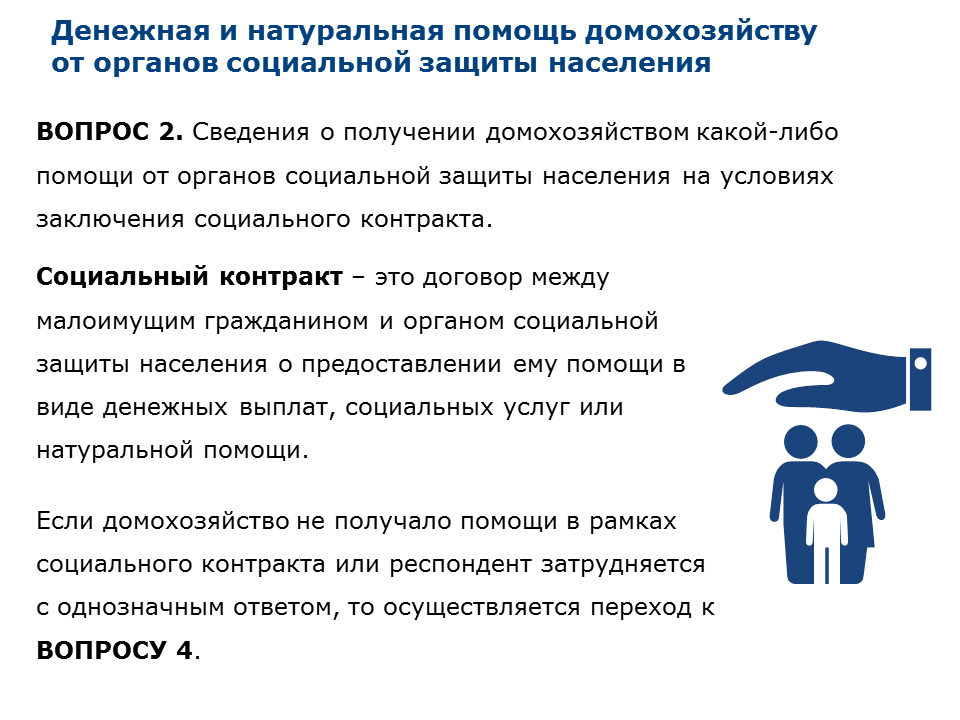 Денежная и натуральная помощь домохозяйству
от органов социальной защиты населения
ВОПРОС 2. Сведения о получении домохозяйством какой-либо
помощи от органов социальной защиты населения на условиях
заключения социального контракта.
Социальный контракт – это договор между
малоимущим гражданином и органом социальной
защиты населения о предоставлении ему помощи в
виде денежных выплат, социальных услуг или
натуральной помощи.
Если домохозяйство не получало помощи в рамках
социального контракта или респондент затрудняется
с однозначным ответом, то осуществляется переход к
ВОПРОСУ 4.